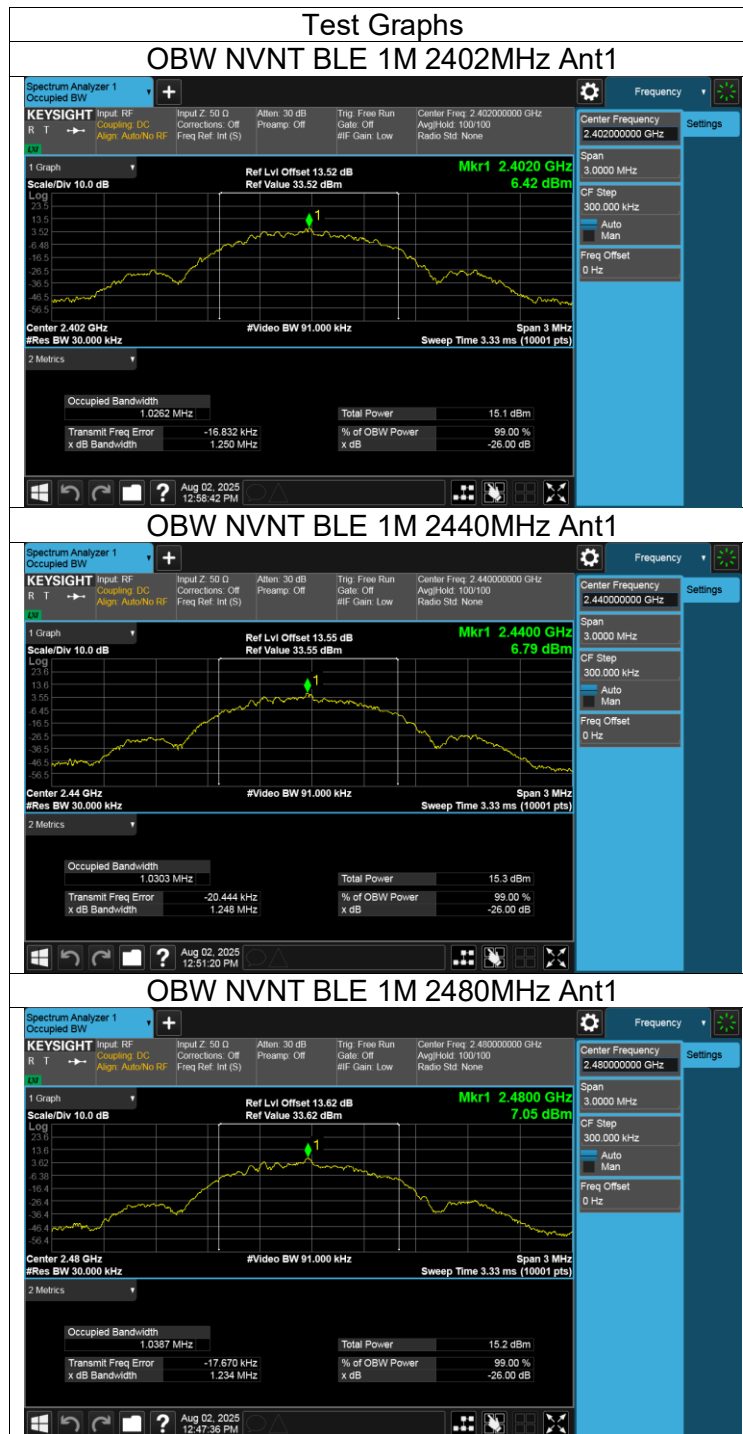 Test Graphs
OBW NVNT BLE 1M 2402MHz Ant1
Spectrum Analyzer 1
Occupied BW
Frequency
KEYSIGHT
R T
Input: RF
Coupling: DC
Align: Auto/No RF
Input Z: 50 Ω
Corrections: Off
Freq Ref: Int (S)
Atten: 30 dB
Preamp: Off
Trig: Free Run
Gate: Off
#IF Gain: Low
Center Freq: 2.402000000 GHz
Avg|Hold: 100/100
Radio Std: None
LXI
Center Frequency
2.402000000 GHz
Settings
Span
3.0000 MHz
CF Step
300.000 kHz
Auto
Man
Freq Offset
0 Hz
1 Graph
Scale/Div 10.0 dB
Ref Lvl Offset 13.52 dB
Ref Value 33.52 dBm
Mkr1 2.4020 GHz
6.42 dBm
Log
23.5
13.5
3.52
-6.48
-16.5
-26.5
-36.5
-46.5
-56.5
1
Center 2.402 GHz
#Res BW 30.000 kHz
#Video BW 91.000 kHz
Span 3 MHz
Sweep Time 3.33 ms (10001 pts)
2 Metrics
Occupied Bandwidth
1.0262 MHz
Total Power 15.1 dBm
Transmit Freq Error -16.832 kHz
% of OBW Power 99.00 %
x dB Bandwidth 1.250 MHz
x dB -26.00 dB
?
Aug 02, 2025
12:58:42 PM
OBW NVNT BLE 1M 2440MHz Ant1
Spectrum Analyzer 1
Occupied BW
Frequency
KEYSIGHT
R T
Input: RF
Coupling: DC
Align: Auto/No RF
Input Z: 50 Ω
Corrections: Off
Freq Ref: Int (S)
Atten: 30 dB
Preamp: Off
Trig: Free Run
Gate: Off
#IF Gain: Low
Center Freq: 2.440000000 GHz
Avg|Hold: 100/100
Radio Std: None
LXI
Center Frequency
2.440000000 GHz
Settings
Span
3.0000 MHz
CF Step
300.000 kHz
Auto
Man
Freq Offset
0 Hz
1 Graph
Scale/Div 10.0 dB
Ref Lvl Offset 13.55 dB
Ref Value 33.55 dBm
Mkr1 2.4400 GHz
6.79 dBm
Log
23.6
13.6
3.55
-6.45
-16.5
-26.5
-36.5
-46.5
-56.5
1
Center 2.44 GHz
#Res BW 30.000 kHz
#Video BW 91.000 kHz
Span 3 MHz
Sweep Time 3.33 ms (10001 pts)
2 Metrics
Occupied Bandwidth
1.0303 MHz
Total Power 15.3 dBm
Transmit Freq Error -20.444 kHz
% of OBW Power 99.00 %
x dB Bandwidth 1.248 MHz
x dB -26.00 dB
?
Aug 02, 2025
12:51:20 PM
OBW NVNT BLE 1M 2480MHz Ant1
Spectrum Analyzer 1
Occupied BW
Frequency
KEYSIGHT
R T
Input: RF
Coupling: DC
Align: Auto/No RF
Input Z: 50 Ω
Corrections: Off
Freq Ref: Int (S)
Atten: 30 dB
Preamp: Off
Trig: Free Run
Gate: Off
#IF Gain: Low
Center Freq: 2.480000000 GHz
Avg|Hold: 100/100
Radio Std: None
LXI
Center Frequency
2.480000000 GHz
Settings
Span
3.0000 MHz
CF Step
300.000 kHz
Auto
Man
Freq Offset
0 Hz
1 Graph
Scale/Div 10.0 dB
Ref Lvl Offset 13.62 dB
Ref Value 33.62 dBm
Mkr1 2.4800 GHz
7.05 dBm
Log
23.6
13.6
3.62
-6.38
-16.4
-26.4
-36.4
-46.4
-56.4
1
Center 2.48 GHz
#Res BW 30.000 kHz
#Video BW 91.000 kHz
Span 3 MHz
Sweep Time 3.33 ms (10001 pts)
2 Metrics
Occupied Bandwidth
1.0387 MHz
Total Power 15.2 dBm
Transmit Freq Error -17.670 kHz
% of OBW Power 99.00 %
x dB Bandwidth 1.234 MHz
x dB -26.00 dB
?
Aug 02, 2025
12:47:36 PM